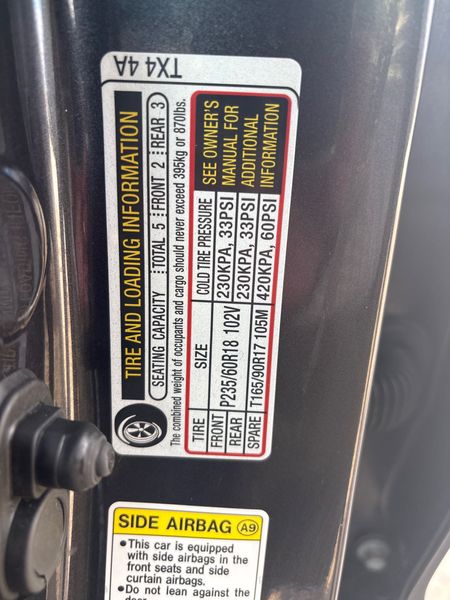 TX4 4A
TIRE AND LOADING INFORMATION
SEATING CAPACITY TOTAL 5 FRONT 2 REAR 3
The combined weight of occupants and cargo should never exceed 395kg or 870lbs.
TIRE SIZE COLD TIRE PRESSURE
FRONT P235/60R18 102V 230KPA, 33PSI
REAR 230KPA, 33PSI
SPARE T165/90R17 105M 420KPA, 60PSI
SEE OWNER'S
MANUAL FOR
ADDITIONAL
INFORMATION
SIDE AIRBAG A9
•This car is equipped
with side airbags in the
front seats and side
curtain airbags.
•Do not lean against the